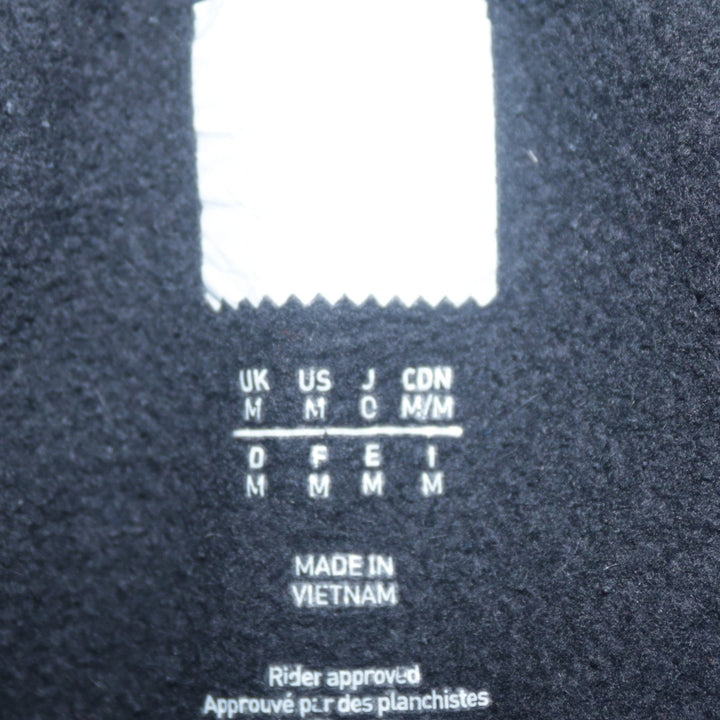 UK US J CDN
M M O M/M
D F E I
M M M M
MADE IN
VIETNAM
Rider approved
Approuvé par des planchistes